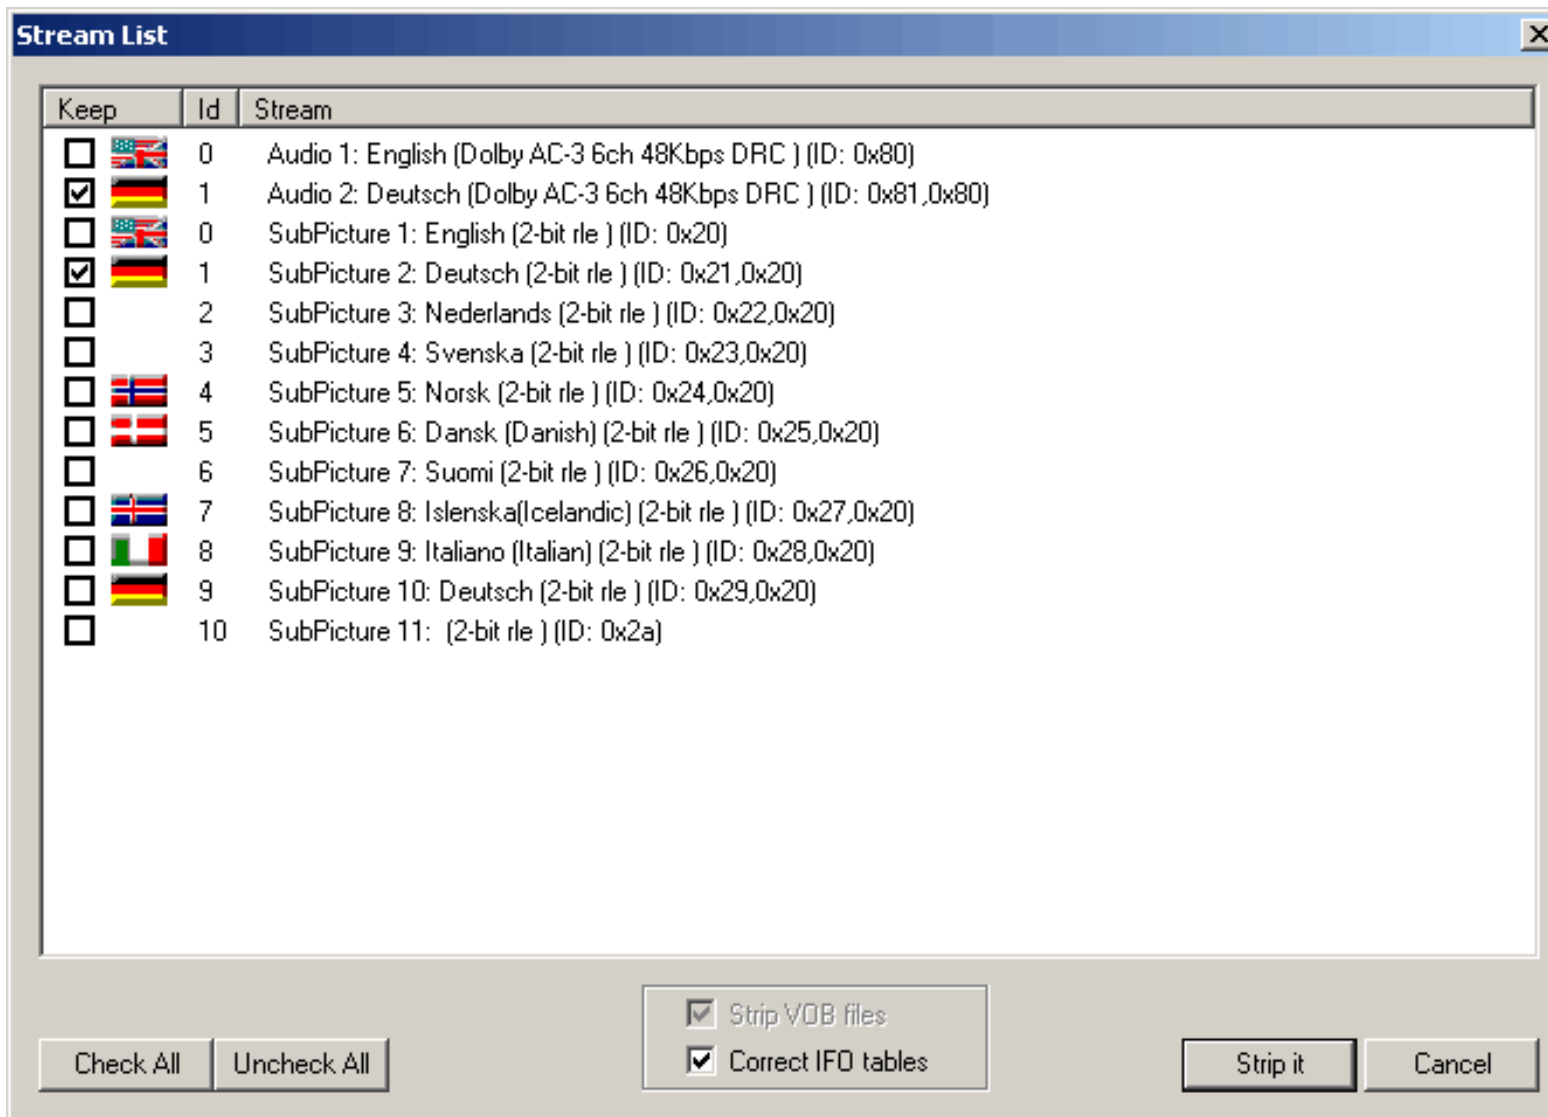 Stream List
Keep Id Stream
0 Audio 1: English (Dolby AC-3 6ch 48Kbps DRC ) (ID: 0x80)
1 Audio 2: Deutsch (Dolby AC-3 6ch 48Kbps DRC ) (ID: 0x81,0x80)
0 SubPicture 1: English (2-bit rle ) (ID: 0x20)
1 SubPicture 2: Deutsch (2-bit rle ) (ID: 0x21,0x20)
2 SubPicture 3: Nederlands (2-bit rle ) (ID: 0x22,0x20)
3 SubPicture 4: Svenska (2-bit rle ) (ID: 0x23,0x20)
4 SubPicture 5: Norsk (2-bit rle ) (ID: 0x24,0x20)
5 SubPicture 6: Dansk (Danish) (2-bit rle ) (ID: 0x25,0x20)
6 SubPicture 7: Suomi (2-bit rle ) (ID: 0x26,0x20)
7 SubPicture 8: Islenska(Icelandic) (2-bit rle ) (ID: 0x27,0x20)
8 SubPicture 9: Italiano (Italian) (2-bit rle ) (ID: 0x28,0x20)
9 SubPicture 10: Deutsch (2-bit rle ) (ID: 0x29,0x20)
10 SubPicture 11:  (2-bit rle ) (ID: 0x2a)
Strip VOB files
Check All Uncheck All Correct IFO tables Strip it Cancel